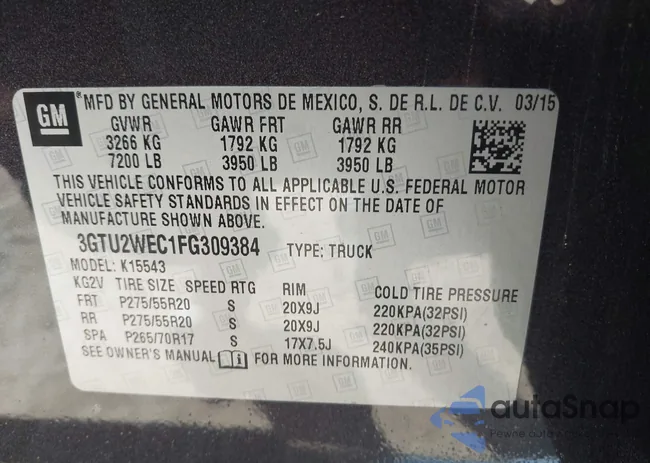 GM ® MFD BY GENERAL MOTORS DE MEXICO, S. DE R.L. DE C.V. 03/15
GVWR GAWR FRT GAWR RR
3266 KG 1792 KG 1792 KG
7200 LB 3950 LB 3950 LB
THIS VEHICLE CONFORMS TO ALL APPLICABLE U.S. FEDERAL MOTOR
VEHICLE SAFETY STANDARDS IN EFFECT ON THE DATE OF
MANUFACTURE SHOWN ABOVE.
3GTU2WEC1FG309384 TYPE: TRUCK
MODEL: K15543
KG2V TIRE SIZE SPEED RTG RIM COLD TIRE PRESSURE
FRT P275/55R20 S 20X9J 220KPA(32PSI)
RR P275/55R20 S 20X9J 220KPA(32PSI)
SPA P265/70R17 S 17X7.5J 240KPA(35PSI)
SEE OWNER'S MANUAL FOR MORE INFORMATION.
autaSnap
Pewne auto